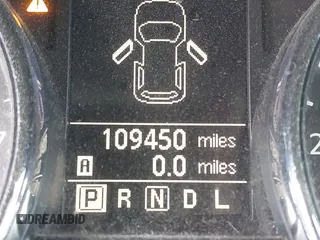 109450 miles
A 0.0 miles
P R N D L
DREAMBID